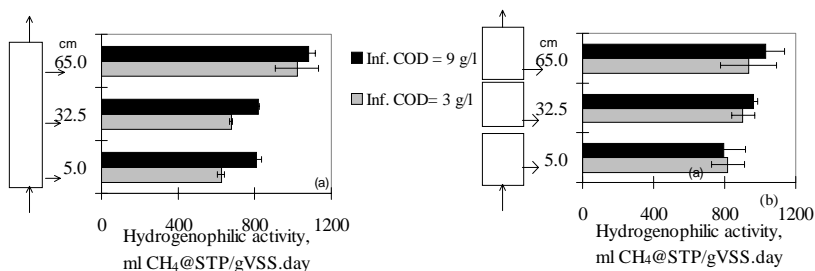 cm
65.0
32.5
5.0
(a)
0 400 800 1200
Hydrogenophilic activity,
ml CH₄@STP/gVSS.day
Inf. COD = 9 g/l
Inf. COD= 3 g/l
cm
65.0
32.5
5.0
(a)
(b)
0 400 800 1200
Hydrogenophilic activity,
ml CH₄@STP/gVSS.day